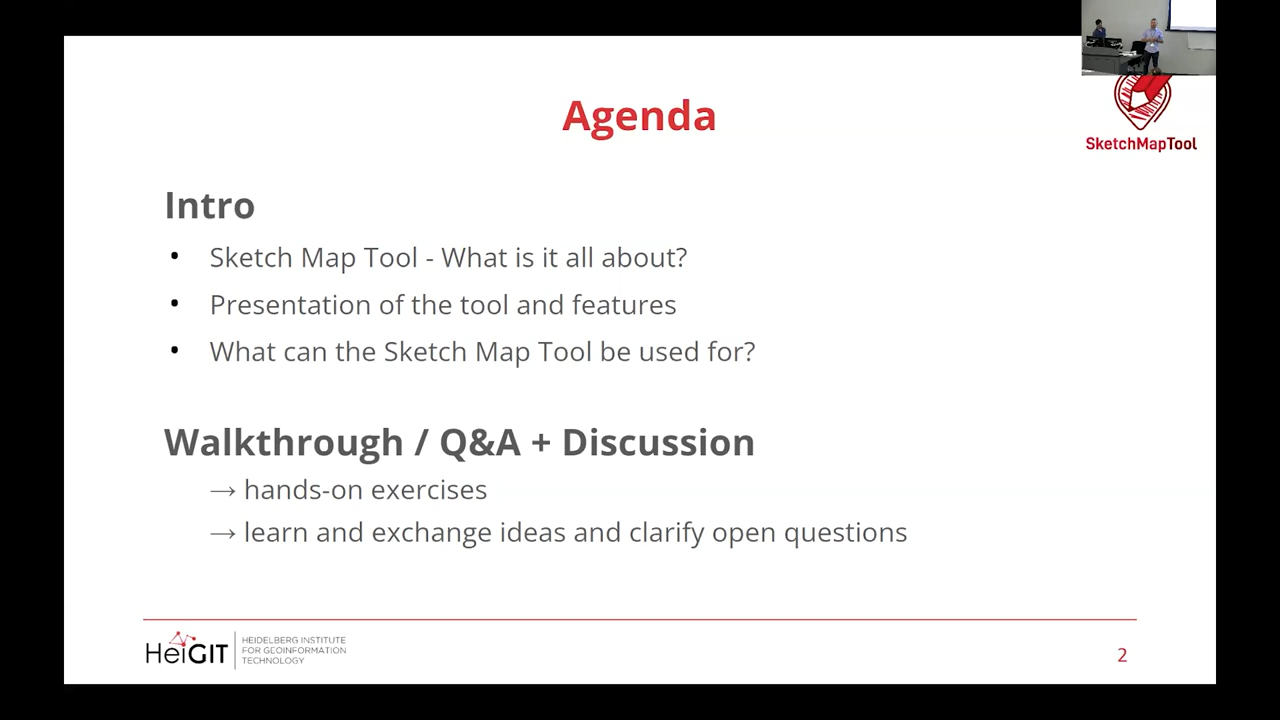 Agenda
SketchMapTool
Intro
• Sketch Map Tool - What is it all about?
• Presentation of the tool and features
• What can the Sketch Map Tool be used for?
Walkthrough / Q&A + Discussion
→ hands-on exercises
→ learn and exchange ideas and clarify open questions
HeiGIT
HEIDELBERG INSTITUTE
FOR GEOINFORMATION
TECHNOLOGY
2